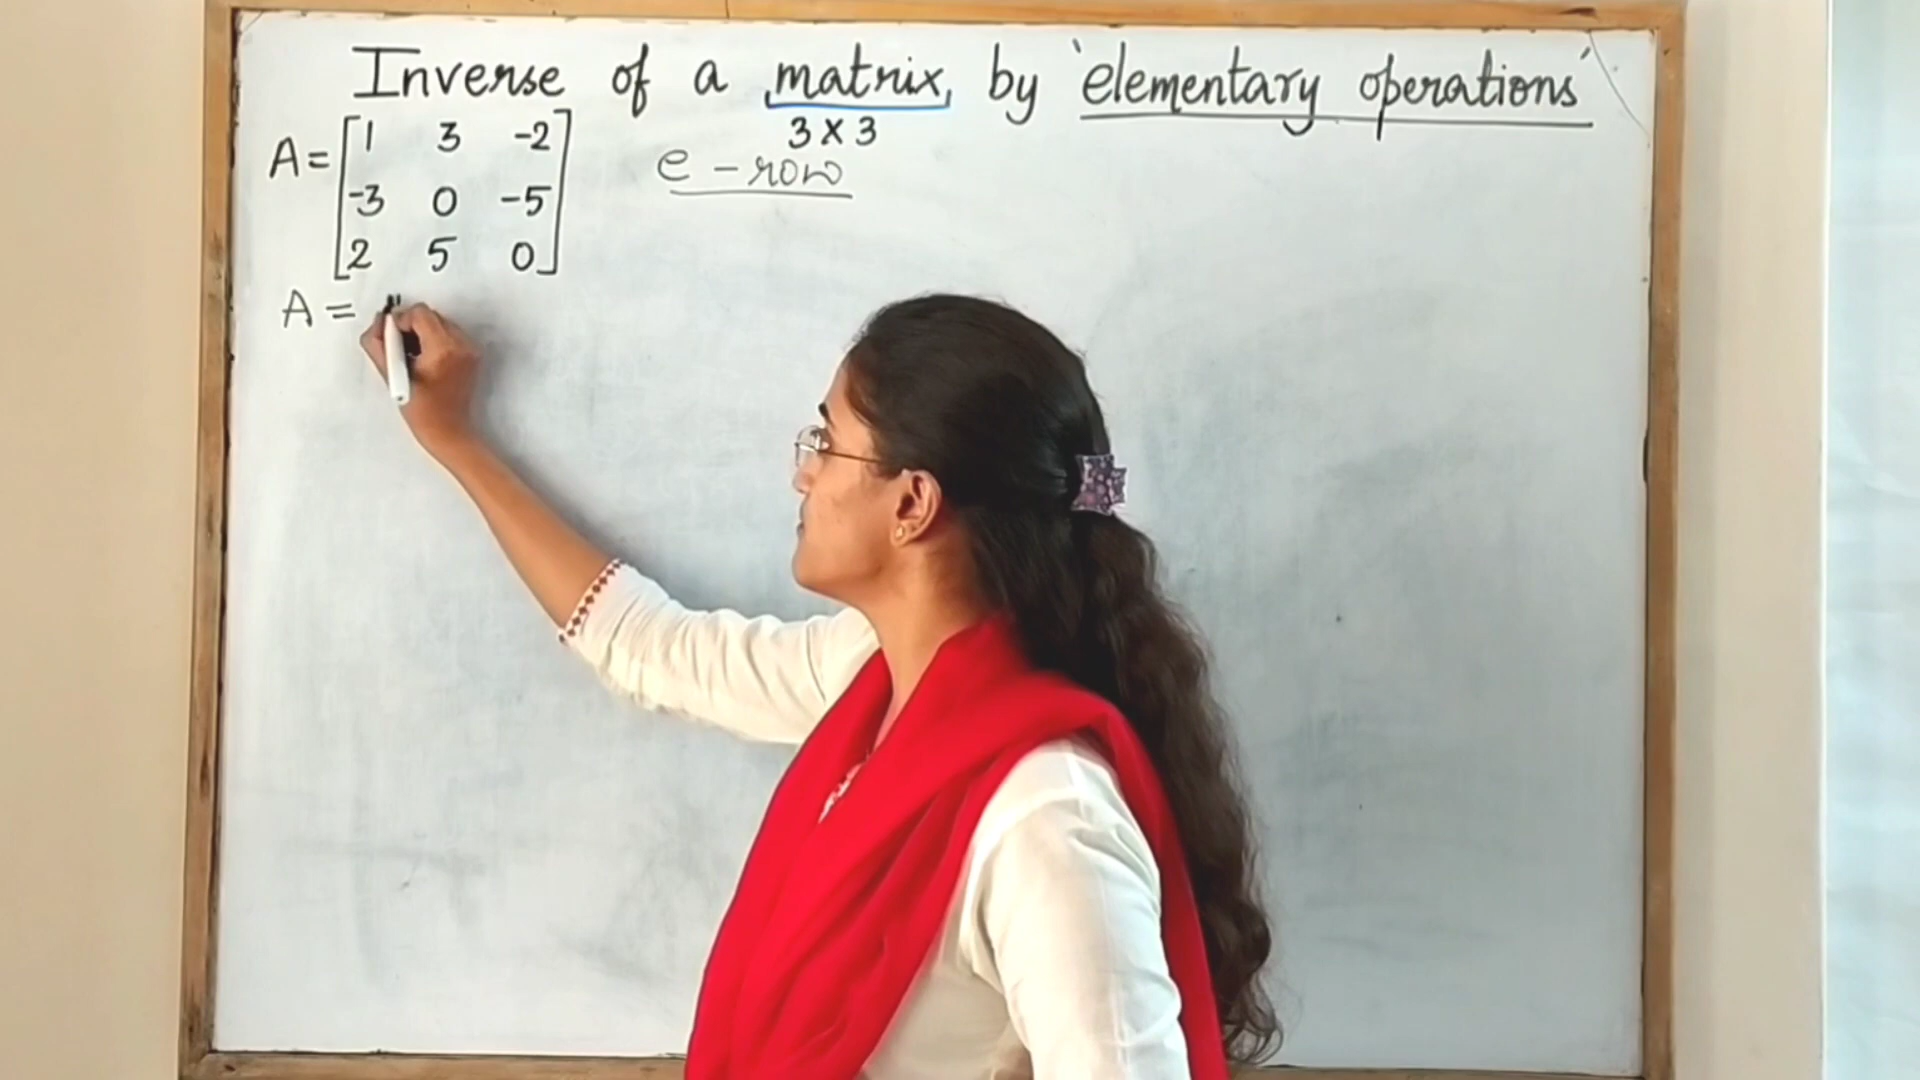 Inverse of a matrix by 'elementary operations'
3 x 3
A = [1 3 -2
-3 0 -5
2 5 0]
e - row
A =